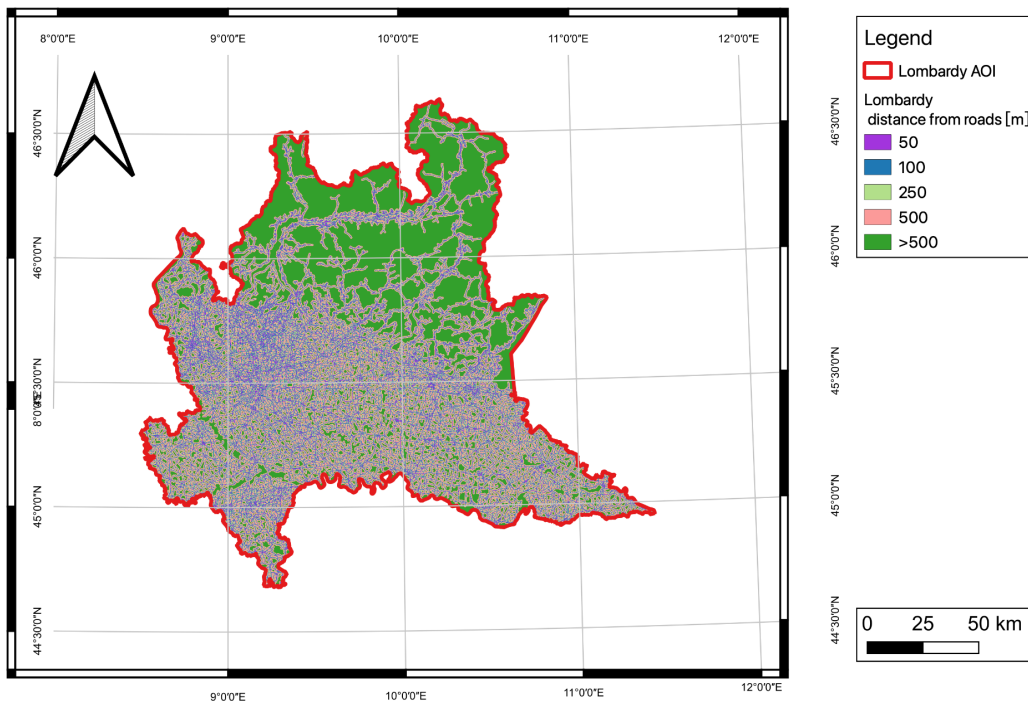 8°0'0"E 9°0'0"E 10°0'0"E 11°0'0"E 12°0'0"E
46°30'0"N
46°0'0"N
8°0'0"E
45°0'0"N
44°30'0"N
9°0'0"E 10°0'0"E 11°0'0"E 12°0'0"E
46°30'0"N
46°0'0"N
45°30'0"N
45°0'0"N
44°30'0"N
Legend
Lombardy AOI
Lombardy
distance from roads [m]
50
100
250
500
>500
0 25 50 km